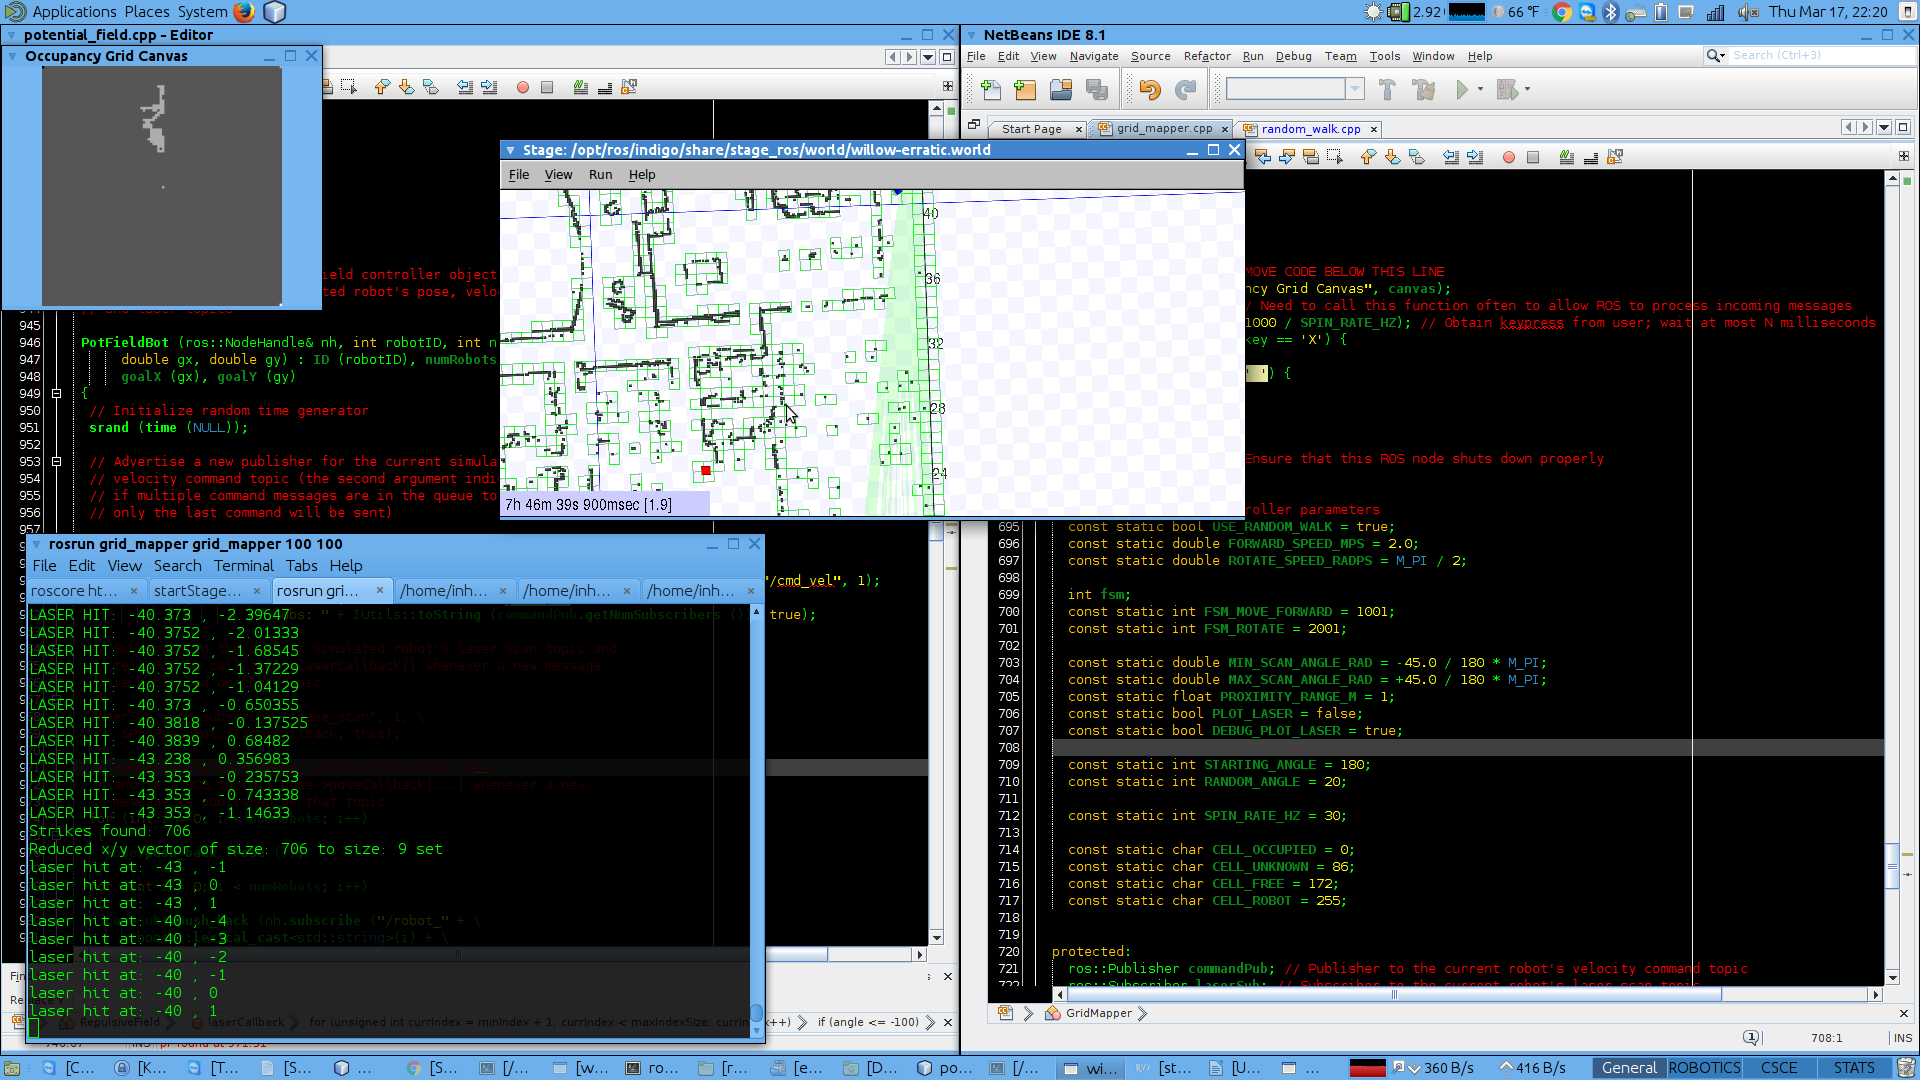 Applications Places System
2.92 66 °F Thu Mar 17, 22:20
potential_field.cpp - Editor
Occupancy Grid Canvas
945
946 PotFieldBot (ros::NodeHandle& nh, int robotID, int n
947 double gx, double gy) : ID (robotID), numRobots
948 goalX (gx), goalY (gy)
949 {
950 // Initialize random time generator
951 srand (time (NULL));
952
953 // Advertise a new publisher for the current simula
954 // velocity command topic (the second argument indi
955 // if multiple command messages are in the queue to
956 // only the last command will be sent)
957
ield controller objec
ted robot's pose, velo
"/cmd_vel", 1);
true);
Stage: /opt/ros/indigo/share/stage_ros/world/willow-erratic.world
File View Run Help
40
36
32
28
24
7h 46m 39s 900msec [1.9]
rosrun grid_mapper grid_mapper 100 100
File Edit View Search Terminal Tabs Help
roscore ht... × startStage... × rosrun gri... × /home/inh... × /home/inh... × /home/inh... ×
LASER HIT: -40.373 , -2.39647
LASER HIT: -40.3752 , -2.01333
LASER HIT: -40.3752 , -1.68545
LASER HIT: -40.3752 , -1.37229
LASER HIT: -40.3752 , -1.04129
LASER HIT: -40.373 , -0.650355
LASER HIT: -40.3818 , -0.137525
LASER HIT: -40.3839 , 0.68482
LASER HIT: -43.238 , 0.356983
LASER HIT: -43.353 , -0.235753
LASER HIT: -43.353 , -0.743338
LASER HIT: -43.353 , -1.14633
Strikes found: 706
Reduced x/y vector of size: 706 to size: 9 set
laser hit at: -43 , -1
laser hit at: -43 , 0
laser hit at: -43 , 1
laser hit at: -40 , -4
laser hit at: -40 , -3
laser hit at: -40 , -2
laser hit at: -40 , -1
laser hit at: -40 , 0
laser hit at: -40 , 1
RepulsiveField laserCallback for (unsigned int currIndex = minIndex + 1; currIndex < maxIndexSize; currIndex++) if (angle <= -100)
NetBeans IDE 8.1
File Edit View Navigate Source Refactor Run Debug Team Tools Window Help
Search (Ctrl+3)
Start Page × grid_mapper.cpp × random_walk.cpp ×
MOVE CODE BELOW THIS LINE
cy Grid Canvas", canvas);
/ Need to call this function often to allow ROS to process incoming messages
1000 / SPIN_RATE_HZ); // Obtain keypress from user; wait at most N milliseconds
key == 'X') {
' ') {
Ensure that this ROS node shuts down properly
roller parameters
695 const static bool USE_RANDOM_WALK = true;
696 const static double FORWARD_SPEED_MPS = 2.0;
697 const static double ROTATE_SPEED_RADPS = M_PI / 2;
698
699 int fsm;
700 const static int FSM_MOVE_FORWARD = 1001;
701 const static int FSM_ROTATE = 2001;
702
703 const static double MIN_SCAN_ANGLE_RAD = -45.0 / 180 * M_PI;
704 const static double MAX_SCAN_ANGLE_RAD = +45.0 / 180 * M_PI;
705 const static float PROXIMITY_RANGE_M = 1;
706 const static bool PLOT_LASER = false;
707 const static bool DEBUG_PLOT_LASER = true;
708
709 const static int STARTING_ANGLE = 180;
710 const static int RANDOM_ANGLE = 20;
711
712 const static int SPIN_RATE_HZ = 30;
713
714 const static char CELL_OCCUPIED = 0;
715 const static char CELL_UNKNOWN = 86;
716 const static char CELL_FREE = 172;
717 const static char CELL_ROBOT = 255;
718
719
720 protected:
721 ros::Publisher commandPub; // Publisher to the current robot's velocity command topic
722 ros::Subscriber laserSub; // Subscriber to the current robot's laser scan topic
GridMapper
708:1 INS
[C... [K... [T... [S... ... [S... [/... [w... ro... [r... [e... [D... po... [/... wi... [st... [U... ... 360 B/s 416 B/s General ROBOTICS CSCE STATS